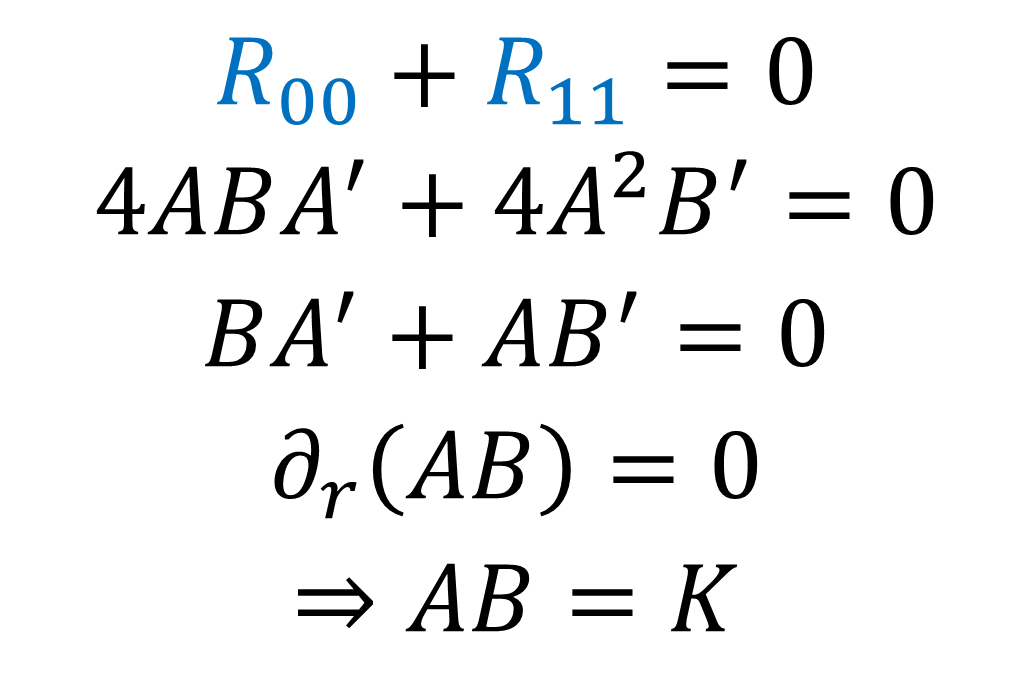 R₀₀ + R₁₁ = 0
4ABA′ + 4A²B′ = 0
BA′ + AB′ = 0
∂ᵣ(AB) = 0
⇒ AB = K